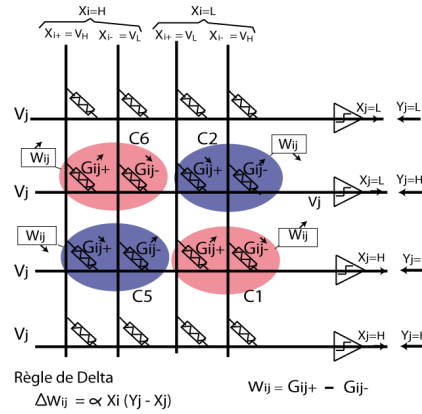 Xi=H Xi=L
Xi+ = VH Xi- = VL Xi+ = VL Xi- = VH
Vj Xj=L Yj=L
C6 C2
Wij Gij+ Gij- Gij+ Gij- Wij
Vj Vj Xj=L Yj=H
Wij Gij+ Gij- Gij+ Gij- Wij
Vj Xj=H Yj=
C5 C1
Vj Xj=H Yj=H
Règle de Delta
ΔWij = α Xi (Yj - Xj)
Wij = Gij+ − Gij-